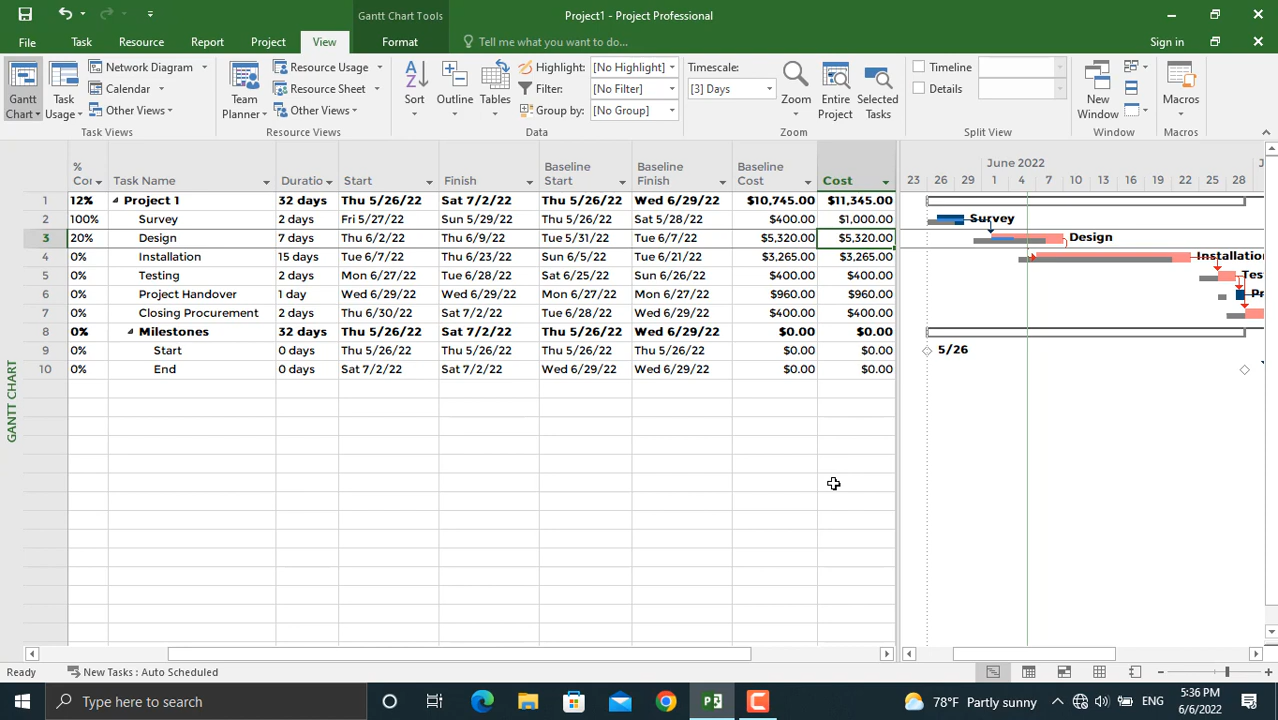 Gantt Chart Tools
Project1 - Project Professional
File Task Resource Report Project View Format Tell me what you want to do... Sign in
Gantt Chart
Task Usage
Network Diagram
Calendar
Other Views
Task Views
Team Planner
Resource Usage
Resource Sheet
Other Views
Resource Views
Sort
Outline
Tables
Highlight: [No Highlight]
Filter: [No Filter]
Group by: [No Group]
Data
Timescale:
[3] Days
Zoom
Entire Project
Selected Tasks
Zoom
Timeline
Details
Split View
New Window
Window
Macros
Macros
% Cor Task Name Duratio Start Finish Baseline Start Baseline Finish Baseline Cost Cost
June 2022
23 26 29 1 4 7 10 13 16 19 22 25 28
1 12% Project 1 32 days Thu 5/26/22 Sat 7/2/22 Thu 5/26/22 Wed 6/29/22 $10,745.00 $11,345.00
2 100% Survey 2 days Fri 5/27/22 Sun 5/29/22 Thu 5/26/22 Sat 5/28/22 $400.00 $1,000.00 Survey
3 20% Design 7 days Thu 6/2/22 Thu 6/9/22 Tue 5/31/22 Tue 6/7/22 $5,320.00 $5,320.00 Design
4 0% Installation 15 days Tue 6/7/22 Thu 6/23/22 Sun 6/5/22 Tue 6/21/22 $3,265.00 $3,265.00 Installatio
5 0% Testing 2 days Mon 6/27/22 Tue 6/28/22 Sat 6/25/22 Sun 6/26/22 $400.00 $400.00 Tes
6 0% Project Handover 1 day Wed 6/29/22 Wed 6/29/22 Mon 6/27/22 Mon 6/27/22 $960.00 $960.00 Pr
7 0% Closing Procurement 2 days Thu 6/30/22 Sat 7/2/22 Tue 6/28/22 Wed 6/29/22 $400.00 $400.00
8 0% Milestones 32 days Thu 5/26/22 Sat 7/2/22 Thu 5/26/22 Wed 6/29/22 $0.00 $0.00
9 0% Start 0 days Thu 5/26/22 Thu 5/26/22 Thu 5/26/22 Thu 5/26/22 $0.00 $0.00 5/26
10 0% End 0 days Sat 7/2/22 Sat 7/2/22 Wed 6/29/22 Wed 6/29/22 $0.00 $0.00
GANTT CHART
Ready New Tasks : Auto Scheduled
Type here to search
78°F Partly sunny ENG
5:36 PM
6/6/2022